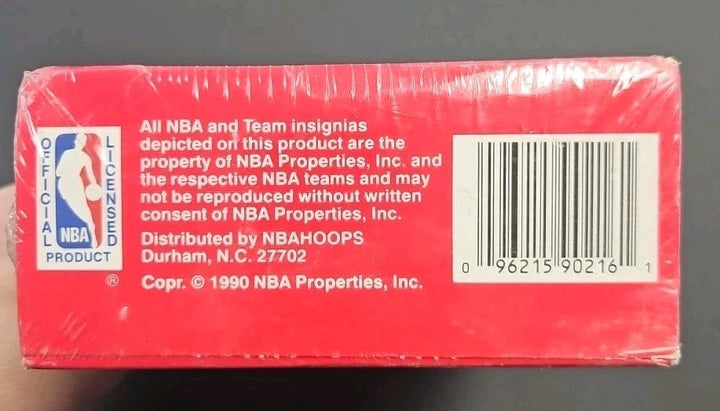 OFFICIAL
LICENSED
NBA
PRODUCT
®
All NBA and Team insignias
depicted on this product are the
property of NBA Properties, Inc. and
the respective NBA teams and may
not be reproduced without written
consent of NBA Properties, Inc.
Distributed by NBAHOOPS
Durham, N.C. 27702
Copr. © 1990 NBA Properties, Inc.
0 96215 90216 1